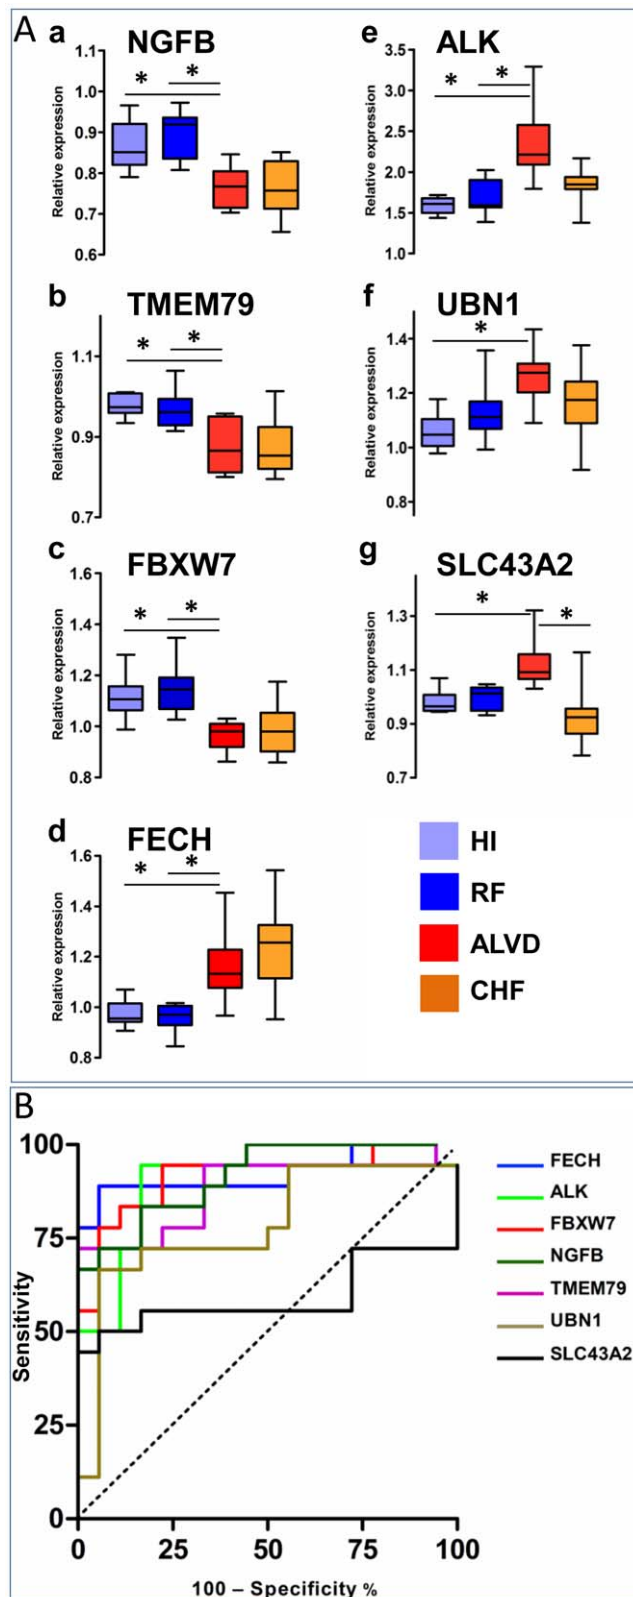 A
a
NGFB
Relative expression
1.1
1.0
0.9
0.8
0.7
0.6
*
*
b
TMEM79
Relative expression
1.1
0.9
0.7
*
*
c
FBXW7
Relative expression
1.6
1.4
1.2
1.0
0.8
*
*
d
FECH
Relative expression
1.6
1.4
1.2
1.0
0.8
*
*
e
ALK
Relative expression
3.5
3.0
2.5
2.0
1.5
1.0
*
*
f
UBN1
Relative expression
1.4
1.2
1.0
0.8
*
g
SLC43A2
Relative expression
1.3
1.1
0.9
0.7
*
*
HI
RF
ALVD
CHF
B
Sensitivity
100
75
50
25
0
0 25 50 75 100
100 – Specificity %
FECH
ALK
FBXW7
NGFB
TMEM79
UBN1
SLC43A2